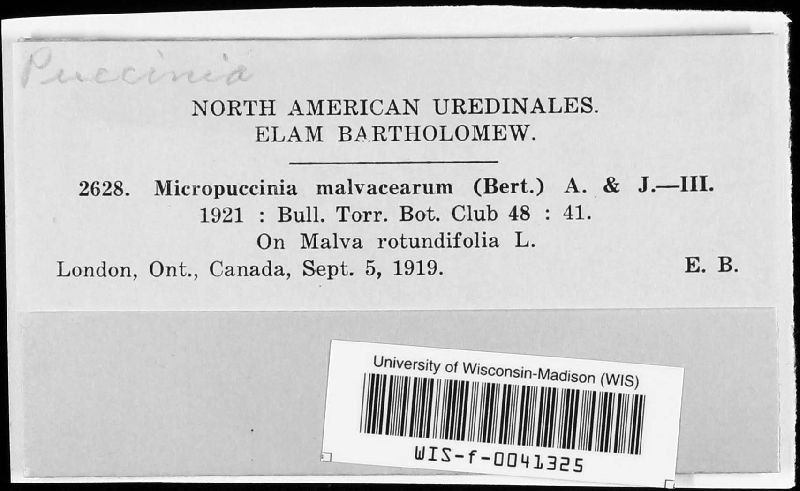 Puccinia
NORTH AMERICAN UREDINALES.
ELAM BARTHOLOMEW.
2628. Micropuccinia malvacearum (Bert.) A. & J.—III.
1921 : Bull. Torr. Bot. Club 48 : 41.
On Malva rotundifolia L.
London, Ont., Canada, Sept. 5, 1919. E. B.
University of Wisconsin-Madison (WIS)
WIS-f-0041325